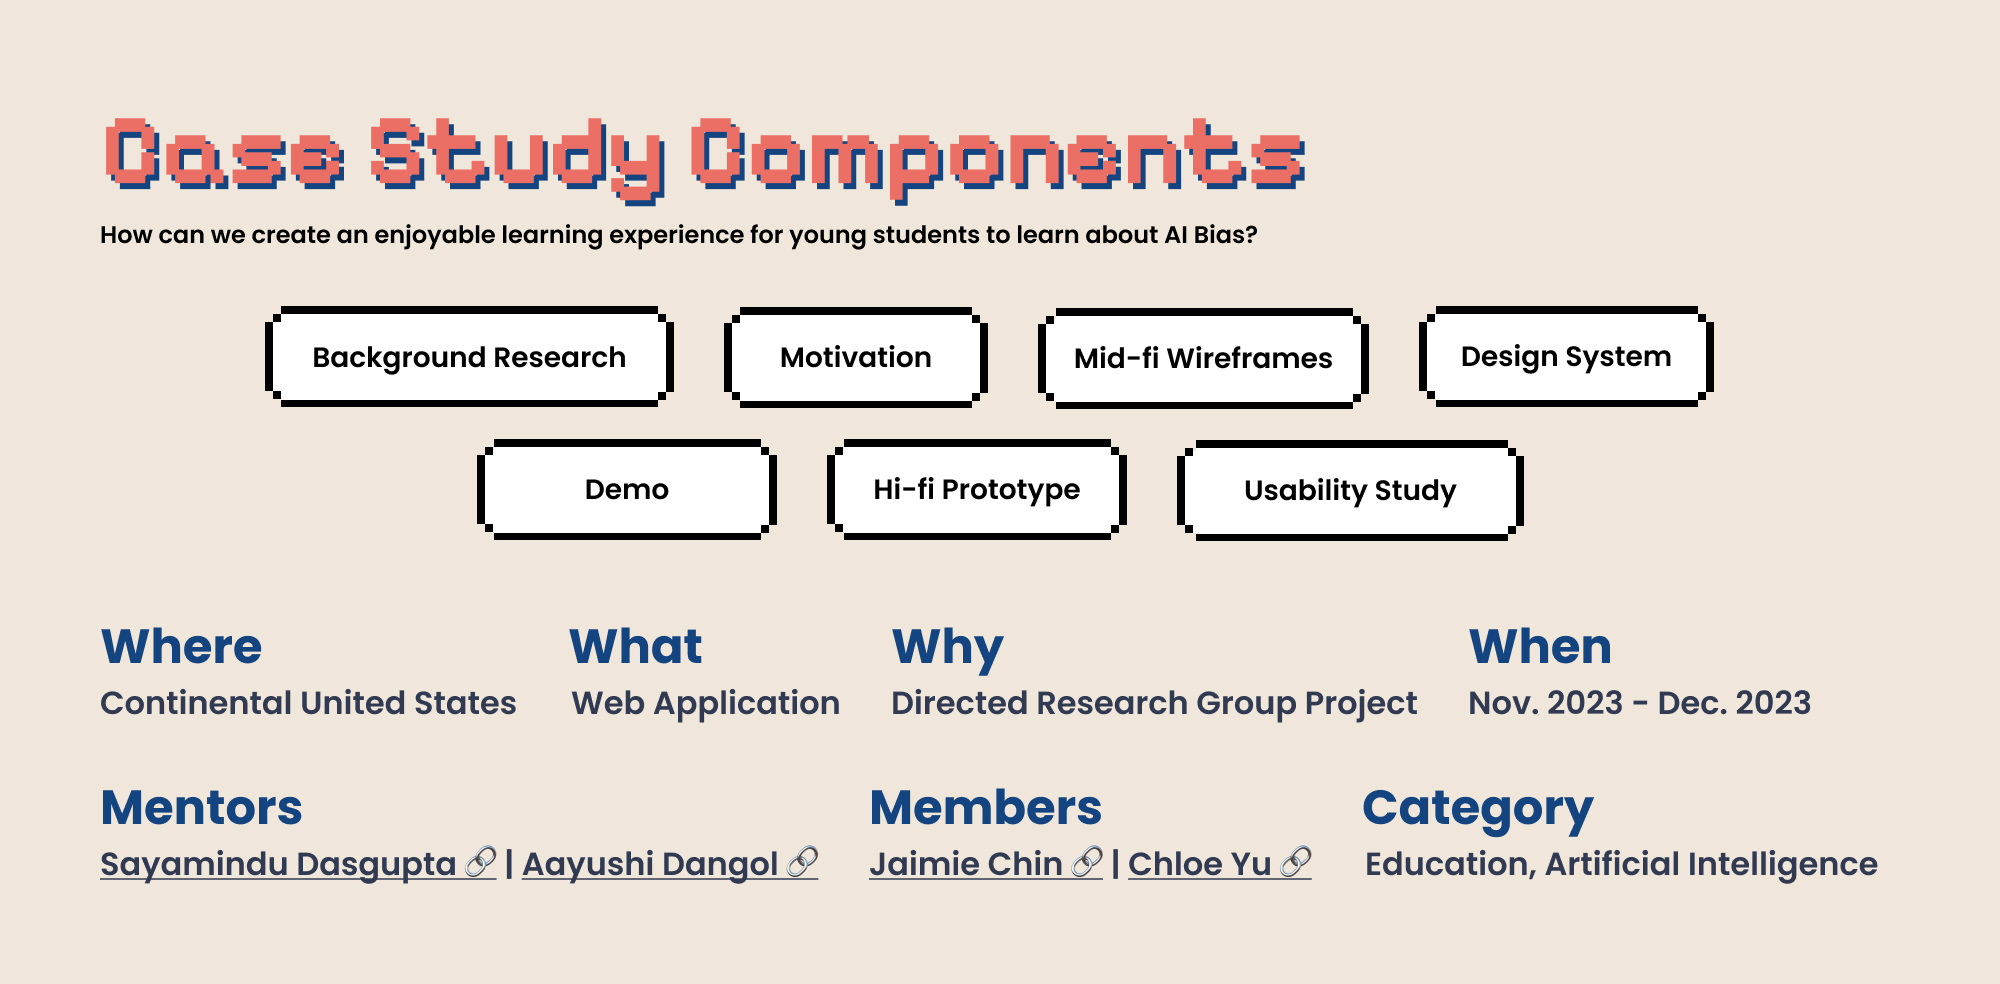 Case Study Components
How can we create an enjoyable learning experience for young students to learn about AI Bias?
Background Research
Motivation
Mid-fi Wireframes
Design System
Demo
Hi-fi Prototype
Usability Study
Where
Continental United States
What
Web Application
Why
Directed Research Group Project
When
Nov. 2023 - Dec. 2023
Mentors
Sayamindu Dasgupta 🔗 | Aayushi Dangol 🔗
Members
Jaimie Chin 🔗 | Chloe Yu 🔗
Category
Education, Artificial Intelligence